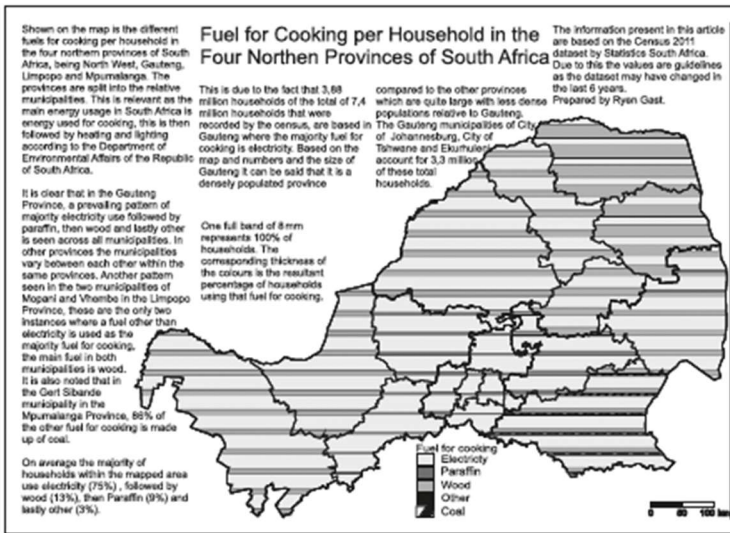 Fuel for Cooking per Household in the
Four Northen Provinces of South Africa
Shown on the map is the different
fuels for cooking per household
in the four northern provinces of South
Africa, being North West, Gauteng,
Limpopo and Mpumalanga. The
provinces are split into the relative
municipalities. This is relevant as the
main energy usage in South Africa is
energy used for cooking, this is then
followed by heating and lighting
according to the Department of
Environmental Affairs of the Republic
of South Africa.
It is clear that in the Gauteng
Province, a prevailing pattern of
majority electricity use followed by
paraffin, then wood and lastly other
is seen across all municipalities. In
other provinces the municipalities
vary between each other within the
same provinces. Another pattern
seen in the two municipalities of
Mopani and Vhembe in the Limpopo
Province, these are the only two
instances where a fuel other than
electricity is used as the
majority fuel for cooking,
the main fuel in both
municipalities is wood.
It is also noted that in
the Gert Sibande
municipality in the
Mpumalanga Province, 86% of
the other fuel for cooking is made
up of coal.
On average the majority of
households within the mapped area
use electricity (75%) , followed by
wood (13%), then Paraffin (9%) and
lastly other (3%).
This is due to the fact that 3,88
million households of the total of 7,4
million households that were
recorded by the census, are based in
Gauteng where the majority fuel for
cooking is electricity. Based on the
map and numbers and the size of
Gauteng it can be said that it is a
densely populated province
compared to the other provinces
which are quite large with less dense
populations relative to Gauteng.
The Gauteng municipalities of City
of Johannesburg, City of
Tshwane and Ekurhuleni
account for 3,3 million
of these total
households.
The information present in this article
are based on the Census 2011
dataset by Statistics South Africa.
Due to this the values are guidelines
as the dataset may have changed in
the last 6 years.
Prepared by Ryen Gast.
One full band of 8mm
represents 100% of
households. The
corresponding thickness of
the colours is the resultant
percentage of households
using that fuel for cooking.
Fuel for cooking
Electricity
Paraffin
Wood
Other
Coal
0 50 100 km